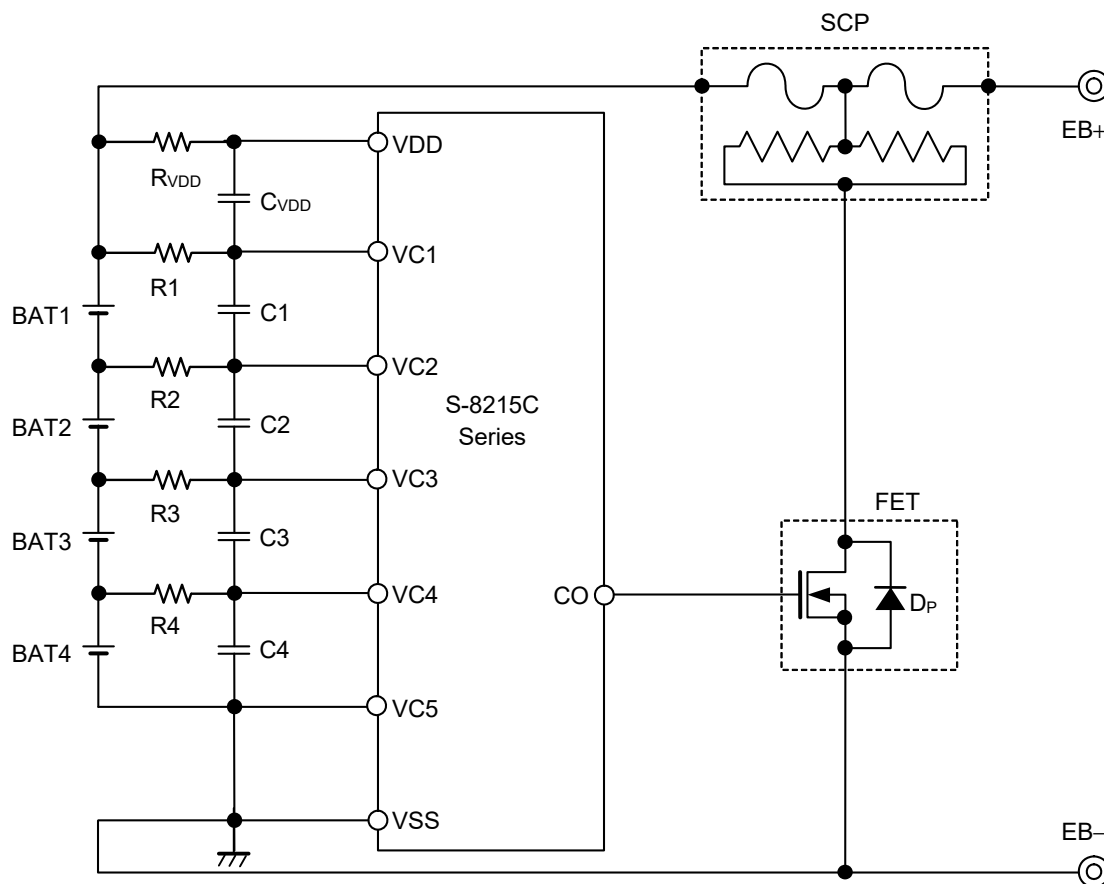 SCP
EB+
VDD
RVDD
CVDD
VC1
R1
BAT1
C1
VC2
R2
S-8215C
Series
BAT2
C2
VC3
R3
FET
BAT3
C3
VC4
CO
DP
R4
BAT4
C4
VC5
VSS
EB−